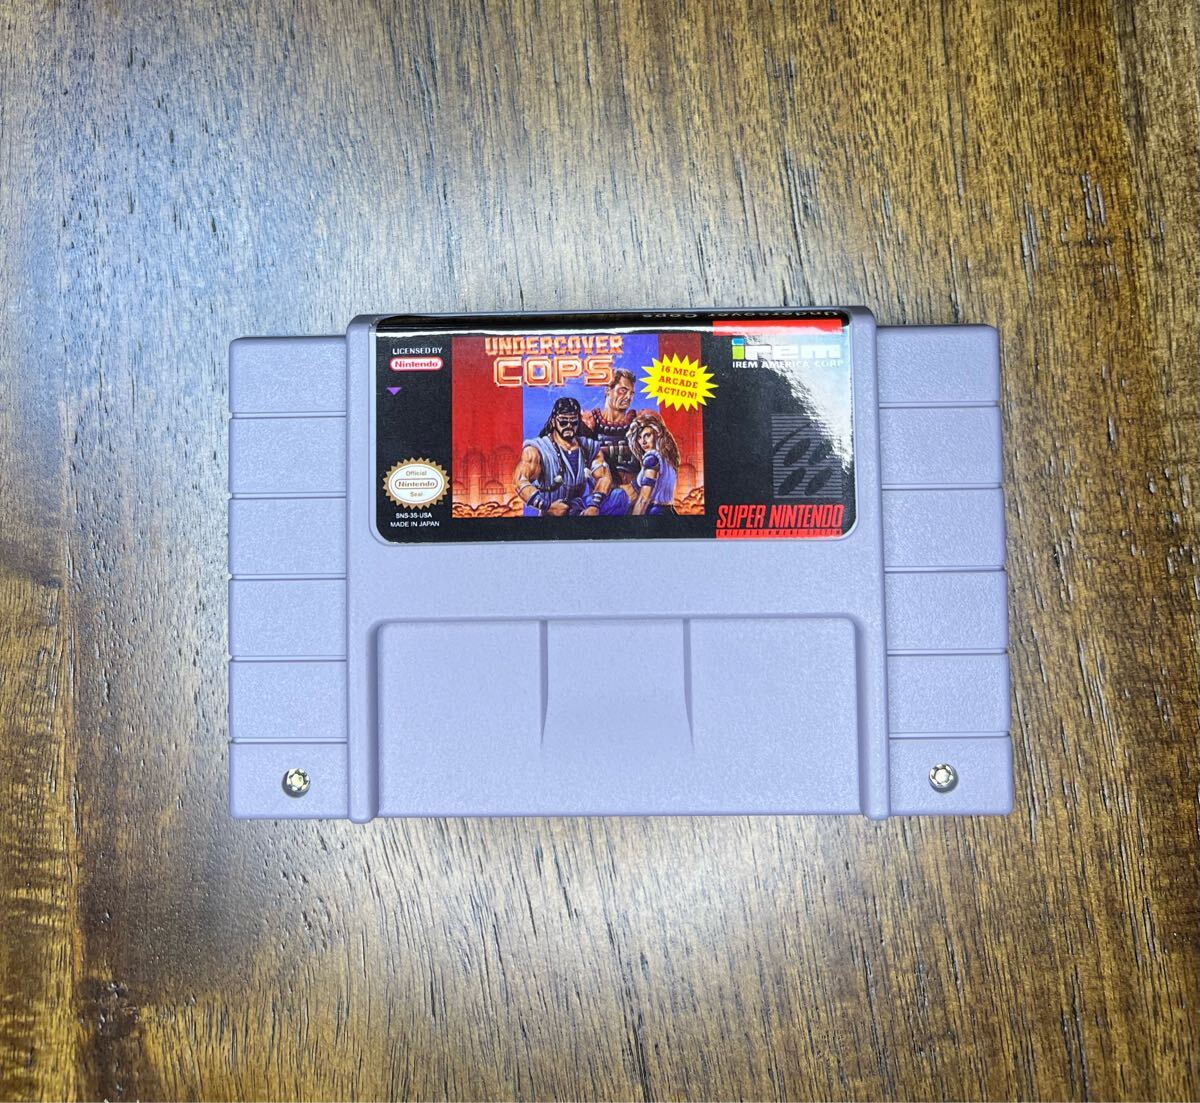 Undercover Cops
LICENSED BY
Nintendo
UNDERCOVER
COPS
16 MEG
ARCADE
ACTION!
irem
IREM AMERICA CORP
Official
Nintendo
Seal
SNS-3S-USA
MADE IN JAPAN
SUPER NINTENDO
ENTERTAINMENT SYSTEM